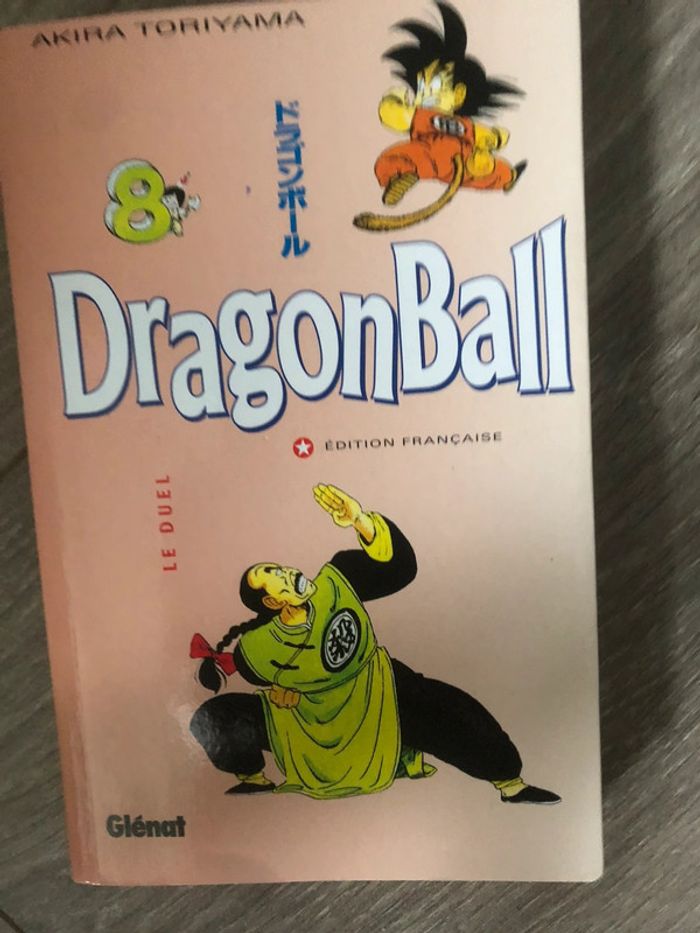 AKIRA TORIYAMA
8
ドラゴンボール
DragonBall
ÉDITION FRANÇAISE
LE DUEL
Glénat